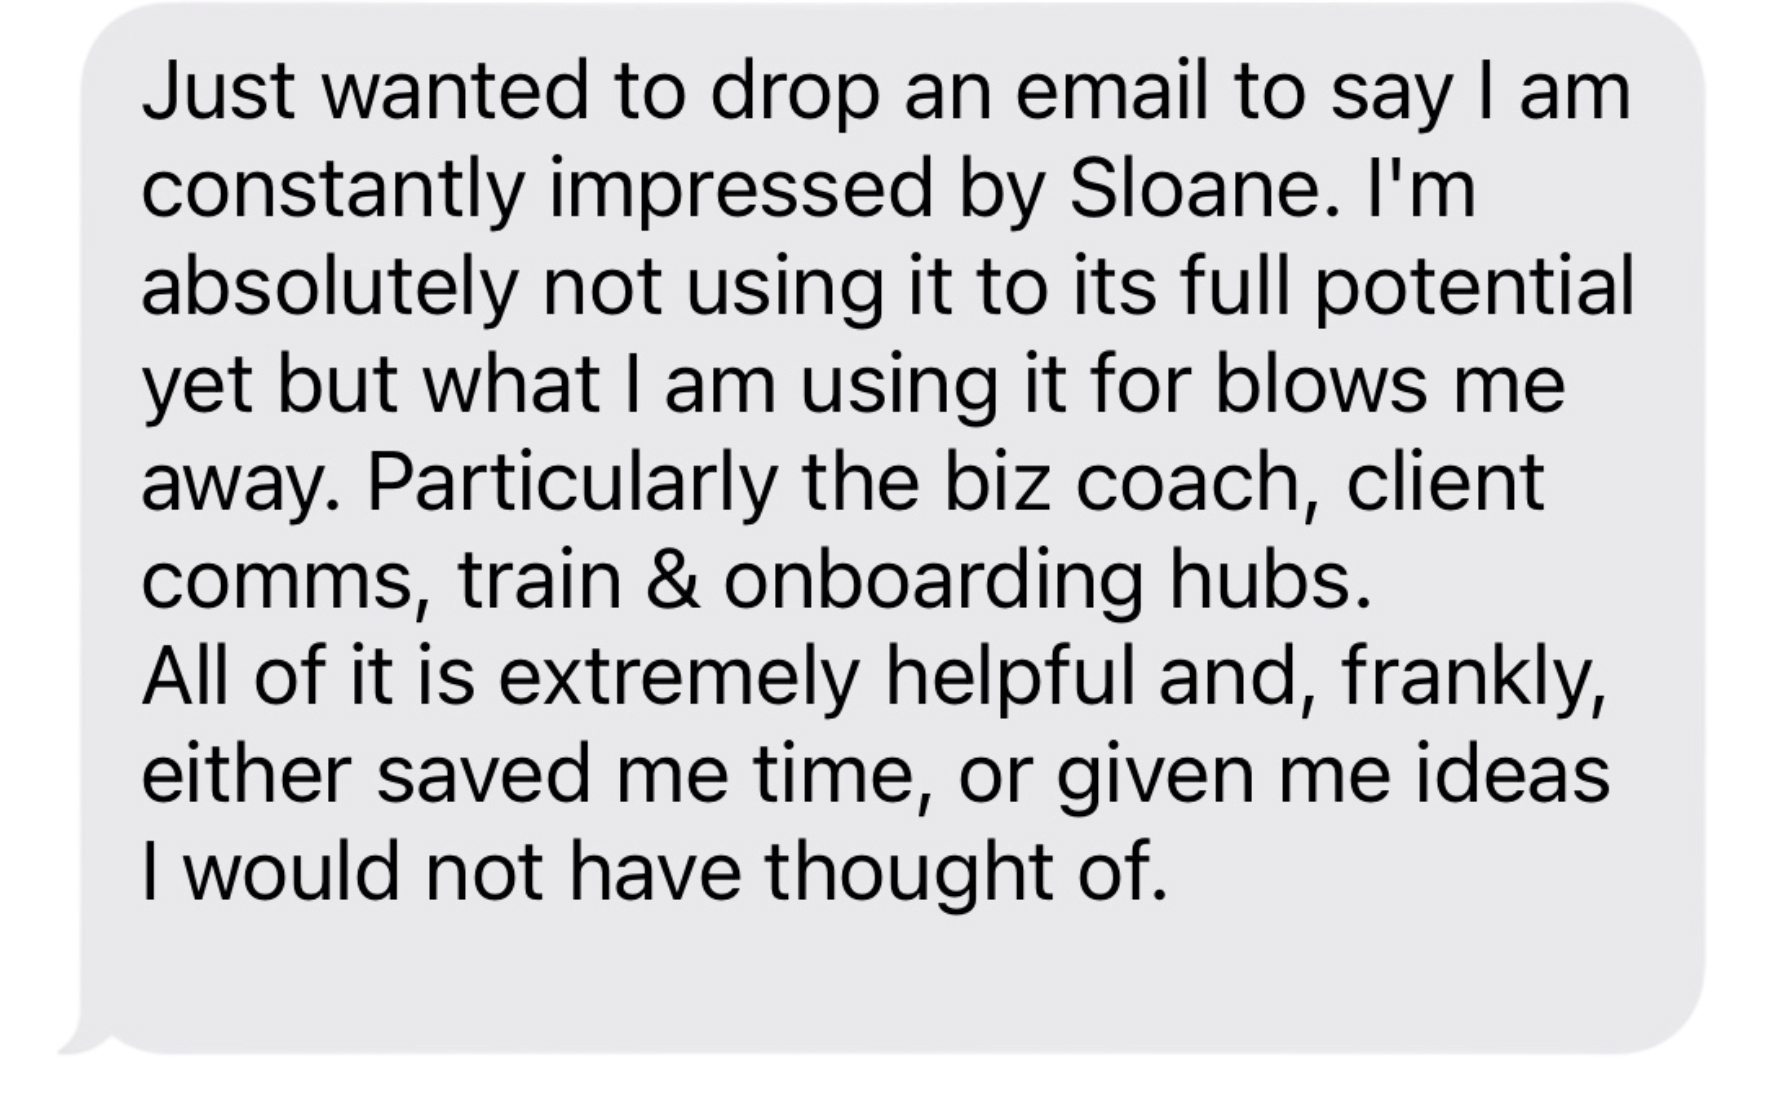 Just wanted to drop an email to say I am
constantly impressed by Sloane. I'm
absolutely not using it to its full potential
yet but what I am using it for blows me
away. Particularly the biz coach, client
comms, train & onboarding hubs.
All of it is extremely helpful and, frankly,
either saved me time, or given me ideas
I would not have thought of.